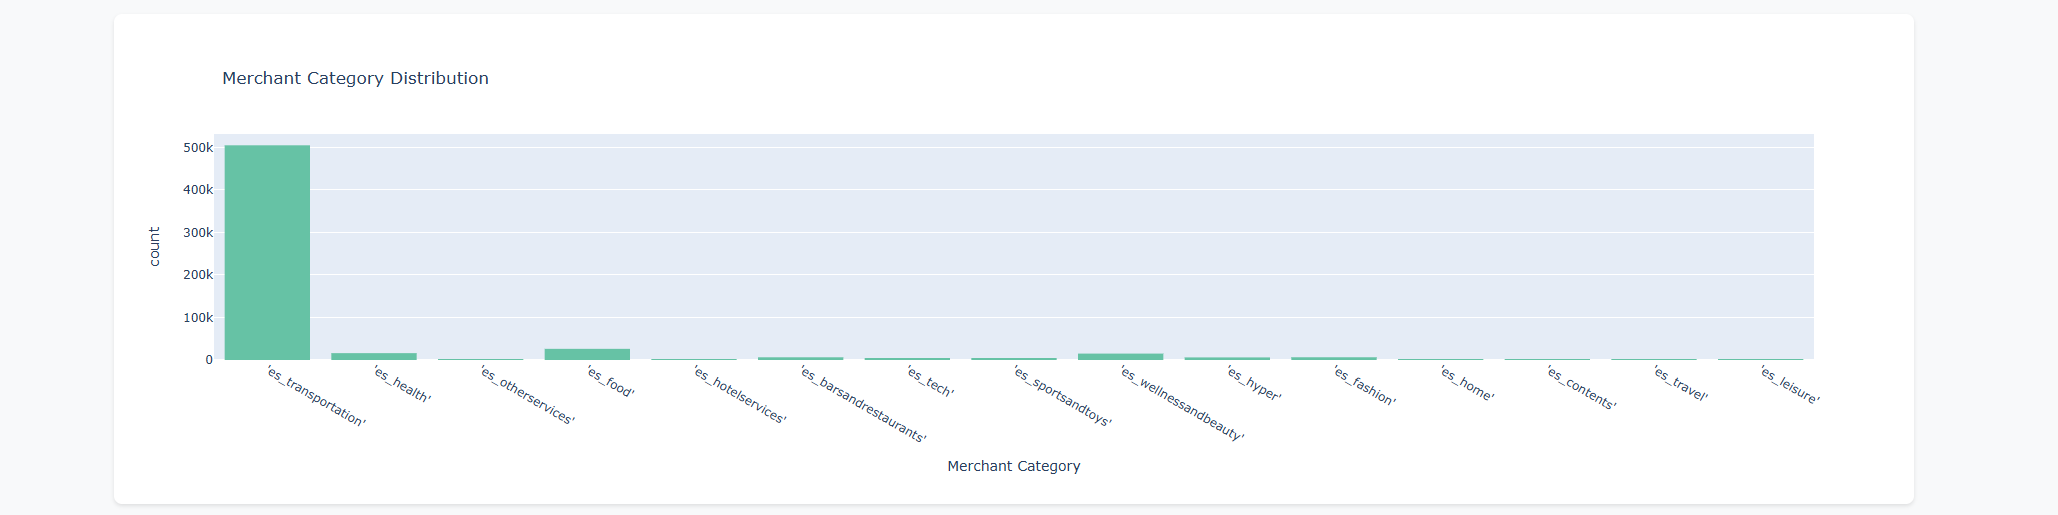 Merchant Category Distribution
500k
400k
300k
200k
100k
0
count
'es_transportation'
'es_health'
'es_otherservices'
'es_food'
'es_hotelservices'
'es_barsandrestaurants'
'es_tech'
'es_sportsandtoys'
'es_wellnessandbeauty'
'es_hyper'
'es_fashion'
'es_home'
'es_contents'
'es_travel'
'es_leisure'
Merchant Category